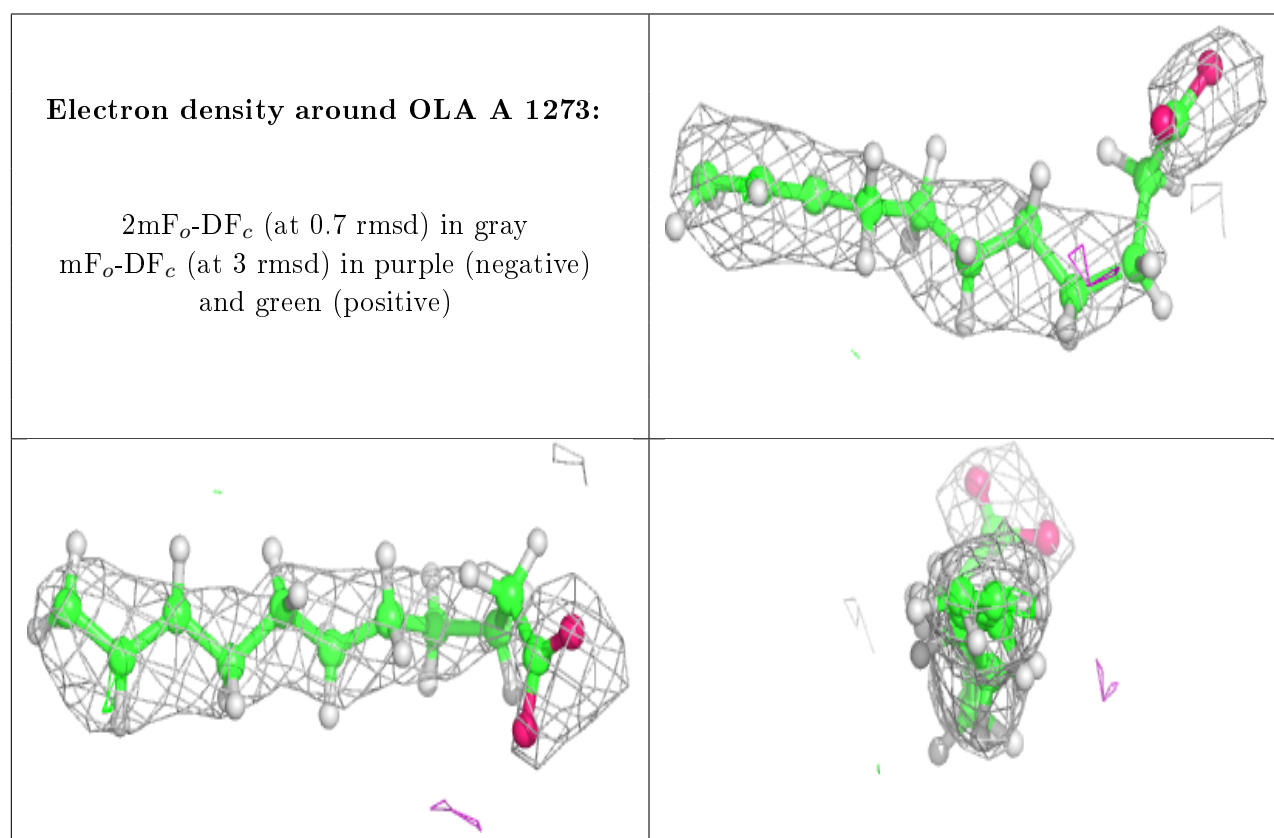 Electron density around OLA A 1273:
2mFo-DFc (at 0.7 rmsd) in gray
mFo-DFc (at 3 rmsd) in purple (negative)
and green (positive)